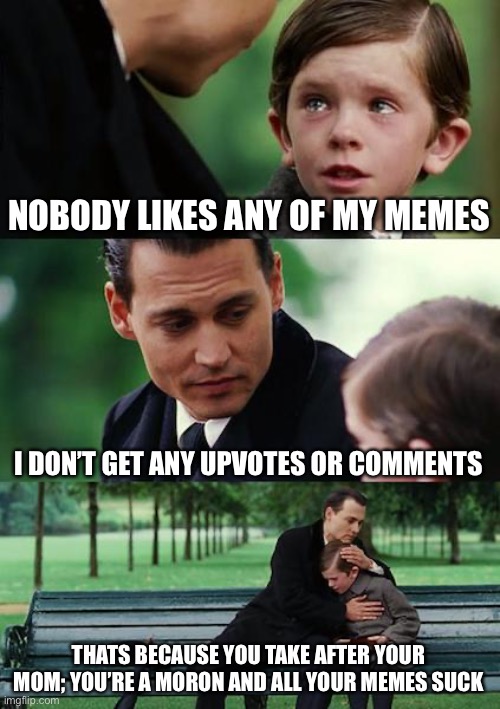 NOBODY LIKES ANY OF MY MEMES
I DON'T GET ANY UPVOTES OR COMMENTS
THATS BECAUSE YOU TAKE AFTER YOUR
MOM; YOU'RE A MORON AND ALL YOUR MEMES SUCK
imgflip.com